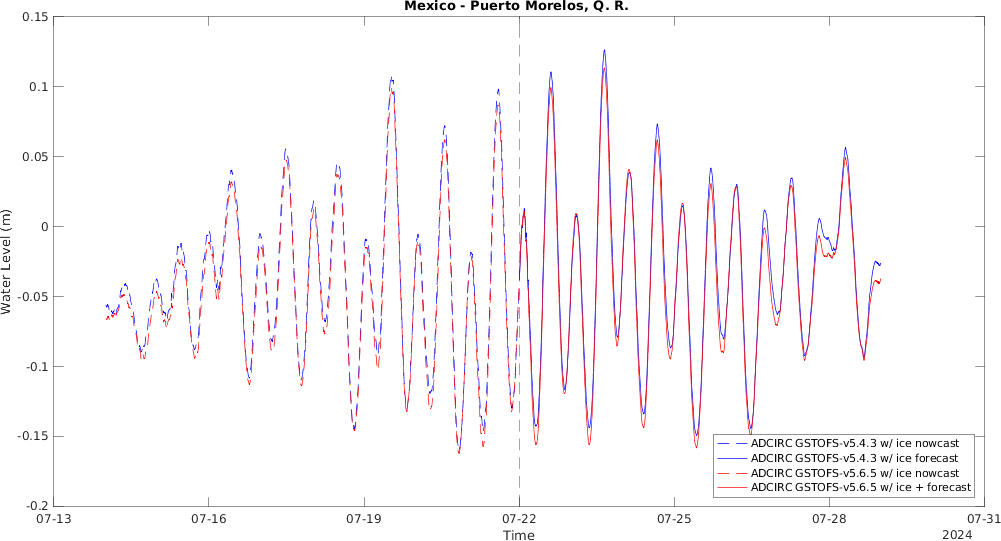 Mexico - Puerto Morelos, Q. R.
0.15
0.1
0.05
0
-0.05
-0.1
-0.15
-0.2
Water Level (m)
07-13
07-16
07-19
07-22
07-25
07-28
07-31
Time
2024
ADCIRC GSTOFS-v5.4.3 w/ ice nowcast
ADCIRC GSTOFS-v5.4.3 w/ ice forecast
ADCIRC GSTOFS-v5.6.5 w/ ice nowcast
ADCIRC GSTOFS-v5.6.5 w/ ice + forecast